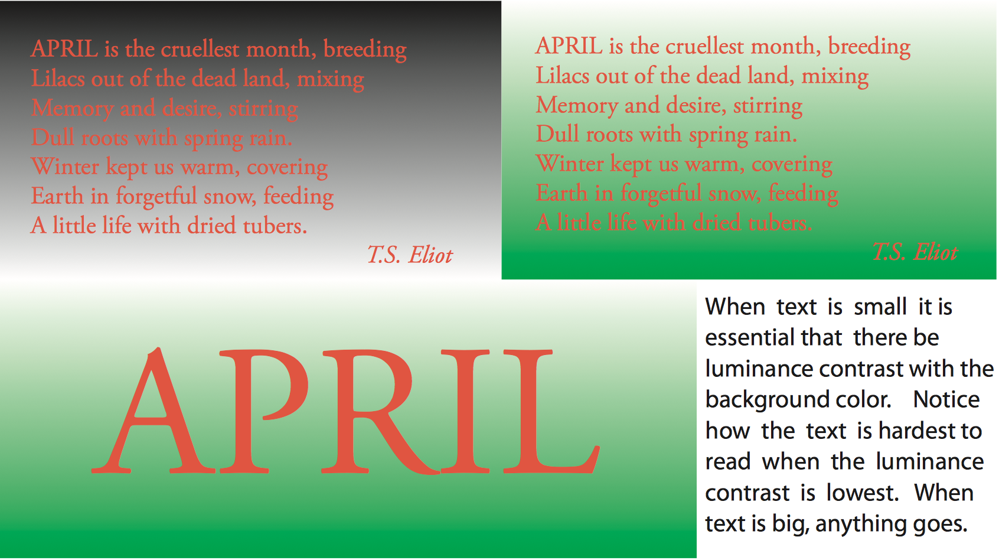 APRIL is the cruellest month, breeding
Lilacs out of the dead land, mixing
Memory and desire, stirring
Dull roots with spring rain.
Winter kept us warm, covering
Earth in forgetful snow, feeding
A little life with dried tubers.
T.S. Eliot
APRIL is the cruellest month, breeding
Lilacs out of the dead land, mixing
Memory and desire, stirring
Dull roots with spring rain.
Winter kept us warm, covering
Earth in forgetful snow, feeding
A little life with dried tubers.
T.S. Eliot
APRIL
When text is small it is
essential that there be
luminance contrast with the
background color. Notice
how the text is hardest to
read when the luminance
contrast is lowest. When
text is big, anything goes.